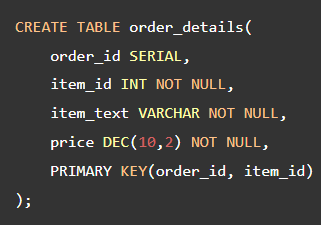 CREATE TABLE order_details(
    order_id SERIAL,
    item_id INT NOT NULL,
    item_text VARCHAR NOT NULL,
    price DEC(10,2) NOT NULL,
    PRIMARY KEY(order_id, item_id)
);